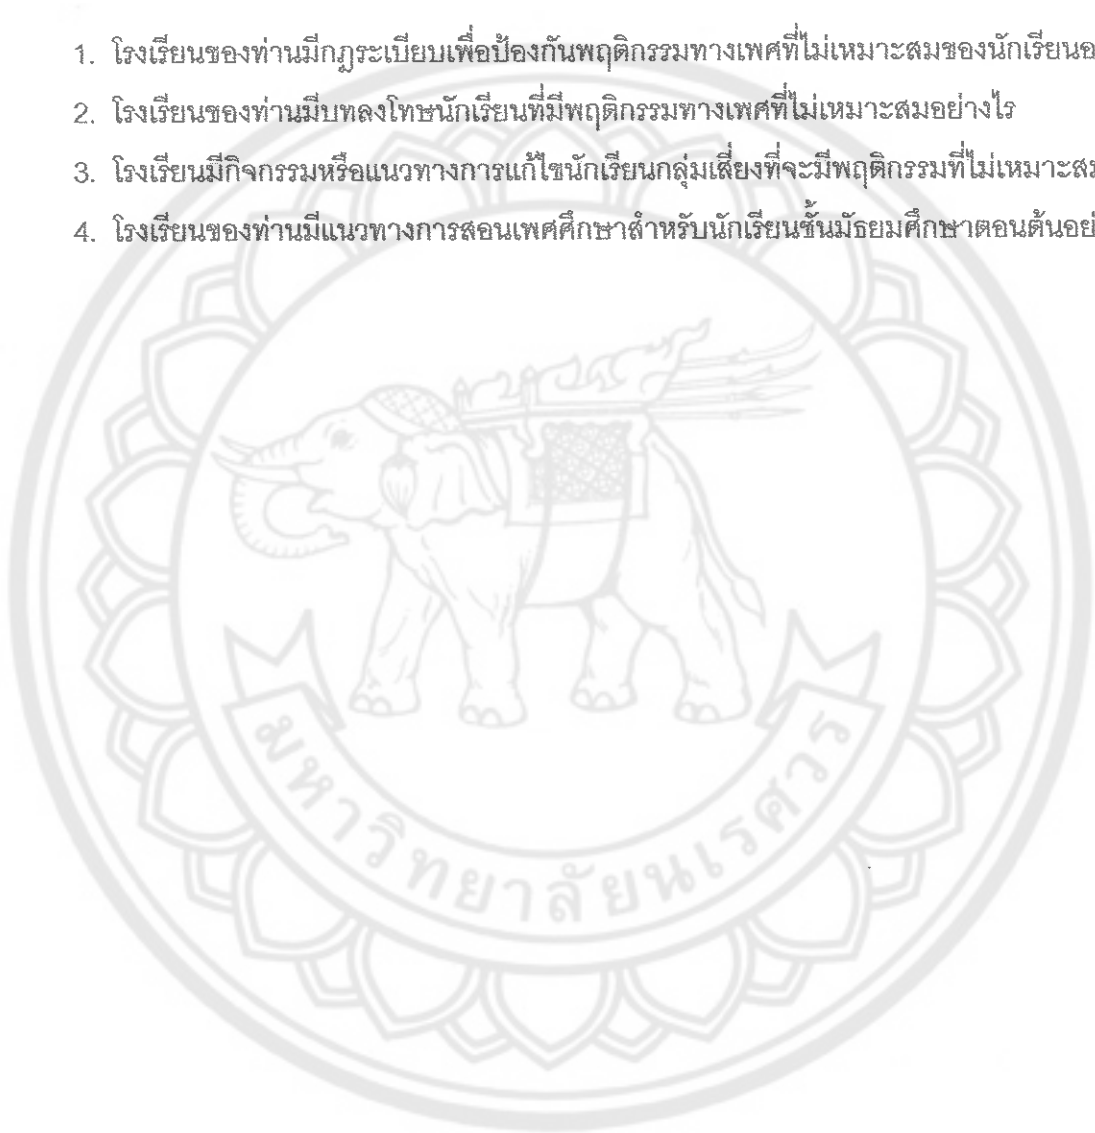 1. โรงเรียนของท่านมีกฎระเบียบเพื่อป้องกันพฤติกรรมทางเพศที่ไม่เหมาะสมของนักเรียนอ
2. โรงเรียนของท่านมีบทลงโทษนักเรียนที่มีพฤติกรรมทางเพศที่ไม่เหมาะสมอย่างไร
3. โรงเรียนมีกิจกรรมหรือแนวทางการแก้ไขนักเรียนกลุ่มเสี่ยงที่จะมีพฤติกรรมที่ไม่เหมาะสม
4. โรงเรียนของท่านมีแนวทางการสอนเพศศึกษาสำหรับนักเรียนชั้นมัธยมศึกษาตอนต้นอย่
มหาวิทยาลัยนเรศวร